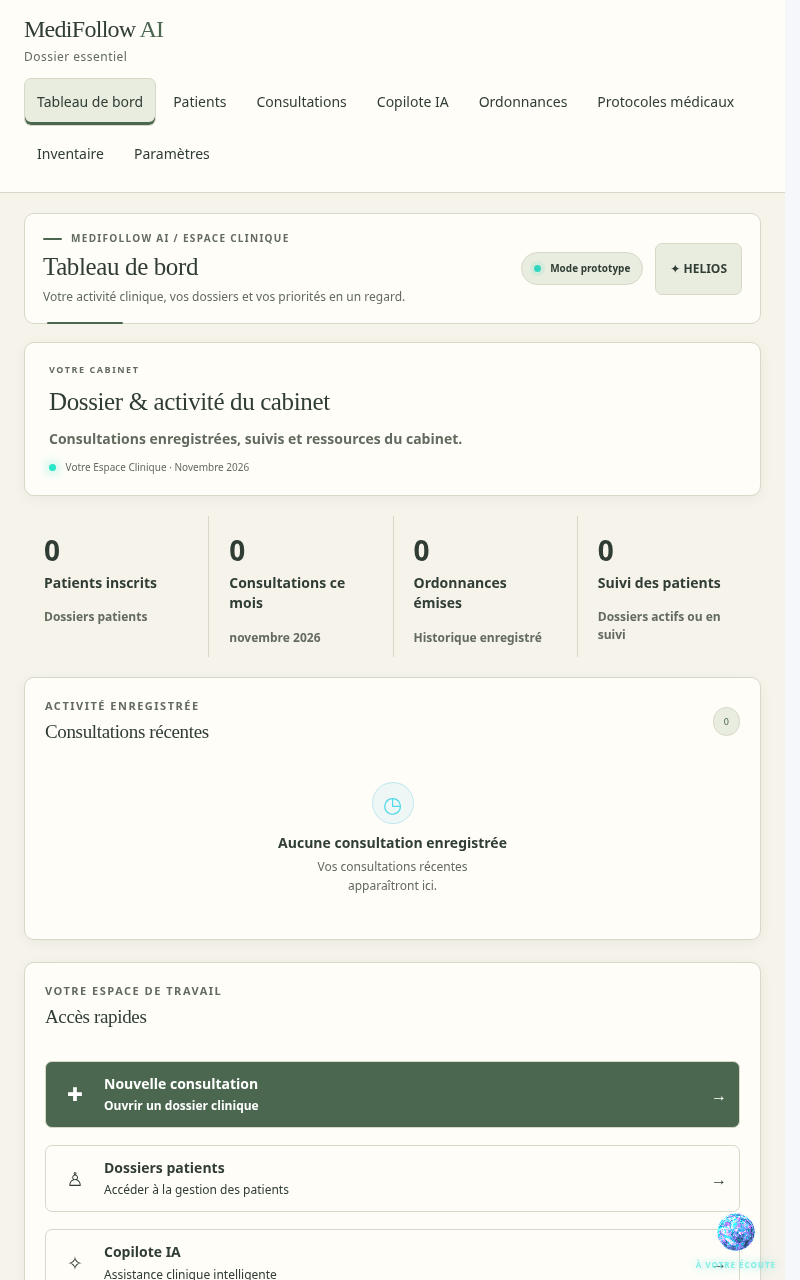 MediFollow AI
Dossier essentiel
Tableau de bord
Patients
Consultations
Copilote IA
Ordonnances
Protocoles médicaux
Inventaire
Paramètres
MEDIFOLLOW AI / ESPACE CLINIQUE
Tableau de bord
Votre activité clinique, vos dossiers et vos priorités en un regard.
Mode prototype
✦ HELIOS
VOTRE CABINET
Dossier & activité du cabinet
Consultations enregistrées, suivis et ressources du cabinet.
Votre Espace Clinique · Novembre 2026
0
Patients inscrits
Dossiers patients
0
Consultations ce
mois
novembre 2026
0
Ordonnances
émises
Historique enregistré
0
Suivi des patients
Dossiers actifs ou en
suivi
ACTIVITÉ ENREGISTRÉE
Consultations récentes
0
Aucune consultation enregistrée
Vos consultations récentes
apparaîtront ici.
VOTRE ESPACE DE TRAVAIL
Accès rapides
Nouvelle consultation
Ouvrir un dossier clinique
→
Dossiers patients
Accéder à la gestion des patients
→
Copilote IA
Assistance clinique intelligente
→
À VOTRE ÉCOUTE